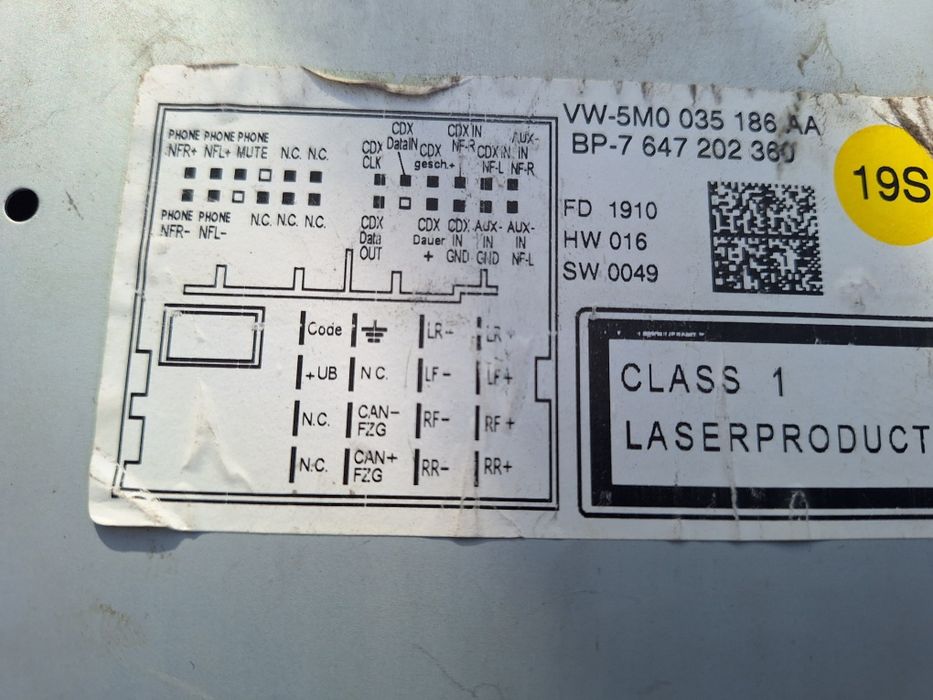 VW-5M0 035 186 AA
BP-7 647 202 360
19S
FD 1910
HW 016
SW 0049
CLASS 1
LASERPRODUCT
PHONE PHONE PHONE
NFR+ NFL+ MUTE N.C. N.C.
PHONE PHONE
NFR- NFL-
N.C. N.C. N.C.
CDX
CLK
CDX
DataIN
CDX
gesch.+
CDX IN
NF-R
CDX IN
NF-L
AUX-
IN
NF-R
CDX
Data
OUT
CDX
Dauer
+
CDX
IN
GND
AUX-
IN
GND
AUX-
IN
NF-L
Code LR- LR+
+UB N.C. LF- LF+
N.C. CAN-
FZG RF- RF+
N.C. CAN+
FZG RR- RR+